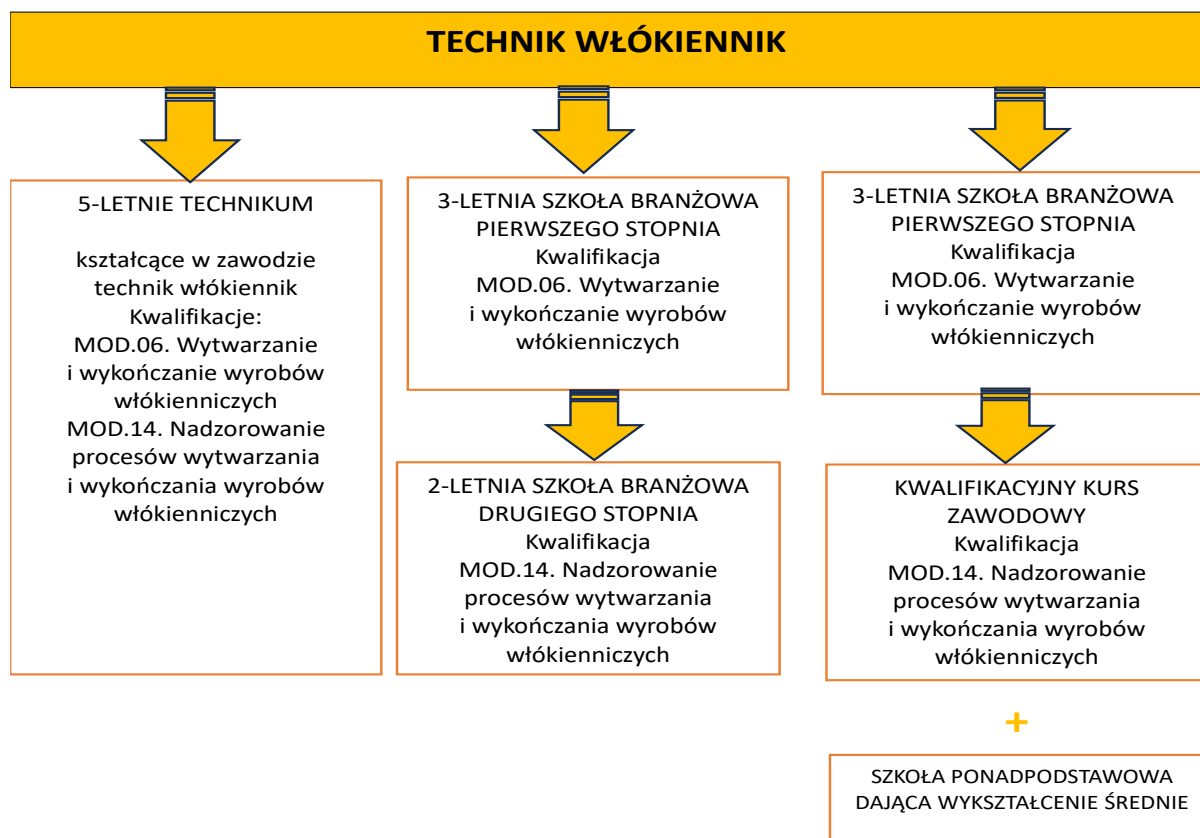 TECHNIK WŁÓKIENNIK
5-LETNIE TECHNIKUM
kształcące w zawodzie
technik włókiennik
Kwalifikacje:
MOD.06. Wytwarzanie
i wykończanie wyrobów
włókienniczych
MOD.14. Nadzorowanie
procesów wytwarzania
i wykończania wyrobów
włókienniczych
3-LETNIA SZKOŁA BRANŻOWA
PIERWSZEGO STOPNIA
Kwalifikacja
MOD.06. Wytwarzanie
i wykończanie wyrobów
włókienniczych
2-LETNIA SZKOŁA BRANŻOWA
DRUGIEGO STOPNIA
Kwalifikacja
MOD.14. Nadzorowanie
procesów wytwarzania
i wykończania wyrobów
włókienniczych
3-LETNIA SZKOŁA BRANŻOWA
PIERWSZEGO STOPNIA
Kwalifikacja
MOD.06. Wytwarzanie
i wykończanie wyrobów
włókienniczych
KWALIFIKACYJNY KURS
ZAWODOWY
Kwalifikacja
MOD.14. Nadzorowanie
procesów wytwarzania
i wykończania wyrobów
włókienniczych
+
SZKOŁA PONADPODSTAWOWA
DAJĄCA WYKSZTAŁCENIE ŚREDNIE